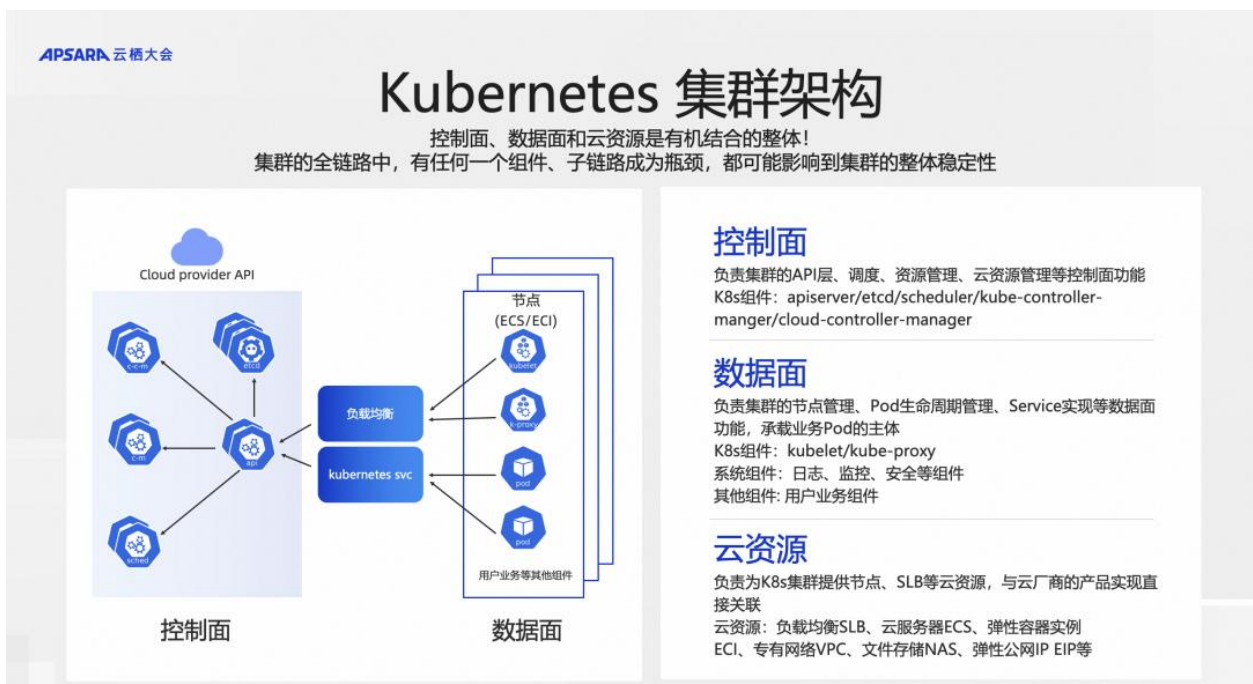 APSARA 云栖大会
Kubernetes 集群架构
控制面、数据面和云资源是有机结合的整体！
集群的全链路中，有任何一个组件、子链路成为瓶颈，都可能影响到集群的整体稳定性
Cloud provider API
c-c-m
etcd
c-m
api
sched
控制面
负载均衡
kubernetes svc
节点
(ECS/ECI)
kubelet
k-proxy
pod
pod
用户业务等其他组件
数据面
控制面
负责集群的API层、调度、资源管理、云资源管理等控制面功能
K8s组件：apiserver/etcd/scheduler/kube-controller-
manger/cloud-controller-manager
数据面
负责集群的节点管理、Pod生命周期管理、Service实现等数据面
功能，承载业务Pod的主体
K8s组件：kubelet/kube-proxy
系统组件：日志、监控、安全等组件
其他组件: 用户业务组件
云资源
负责为K8s集群提供节点、SLB等云资源，与云厂商的产品实现直
接关联
云资源：负载均衡SLB、云服务器ECS、弹性容器实例
ECI、专有网络VPC、文件存储NAS、弹性公网IP EIP等